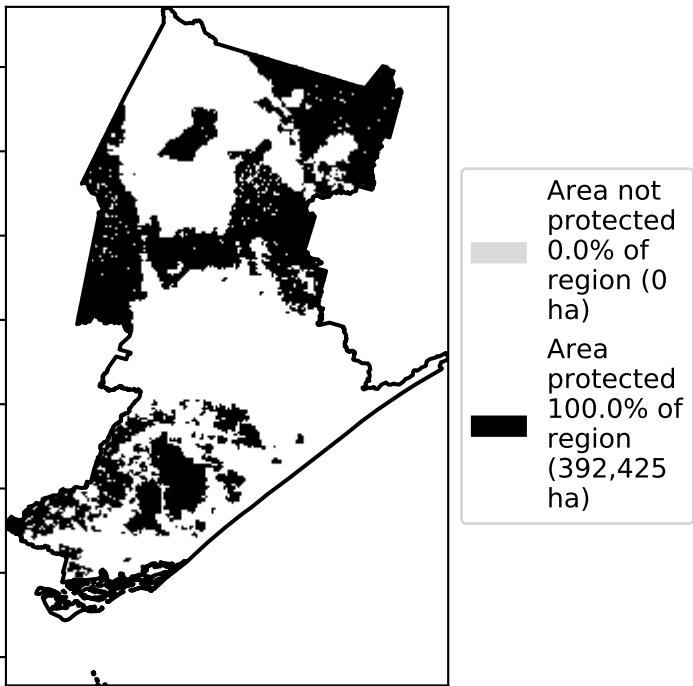 Area not
protected
0.0% of
region (0
ha)
Area
protected
100.0% of
region
(392,425
ha)